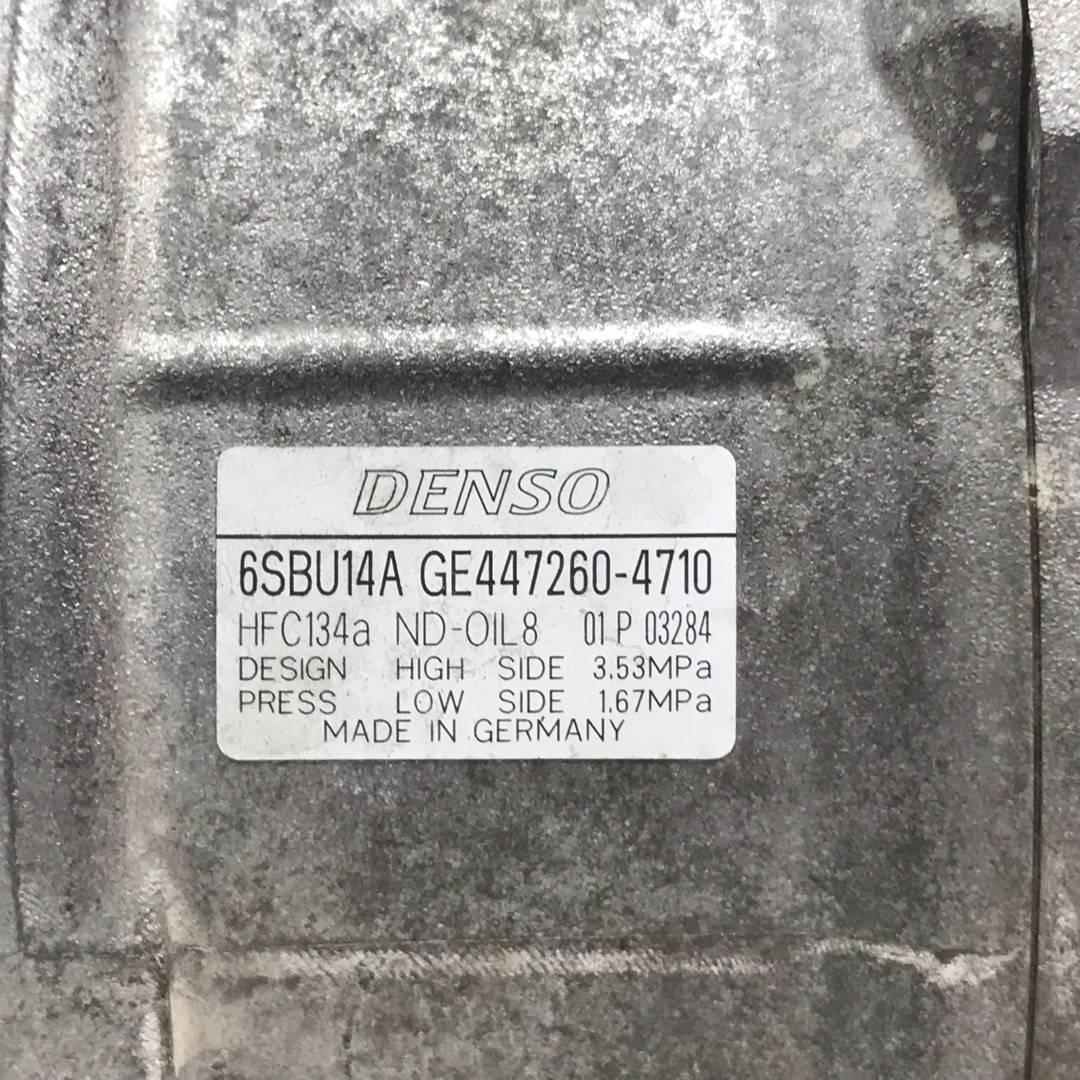 DENSO
6SBU14A GE447260-4710
HFC134a ND-OIL8 01 P 03284
DESIGN HIGH SIDE 3.53MPa
PRESS LOW SIDE 1.67MPa
MADE IN GERMANY